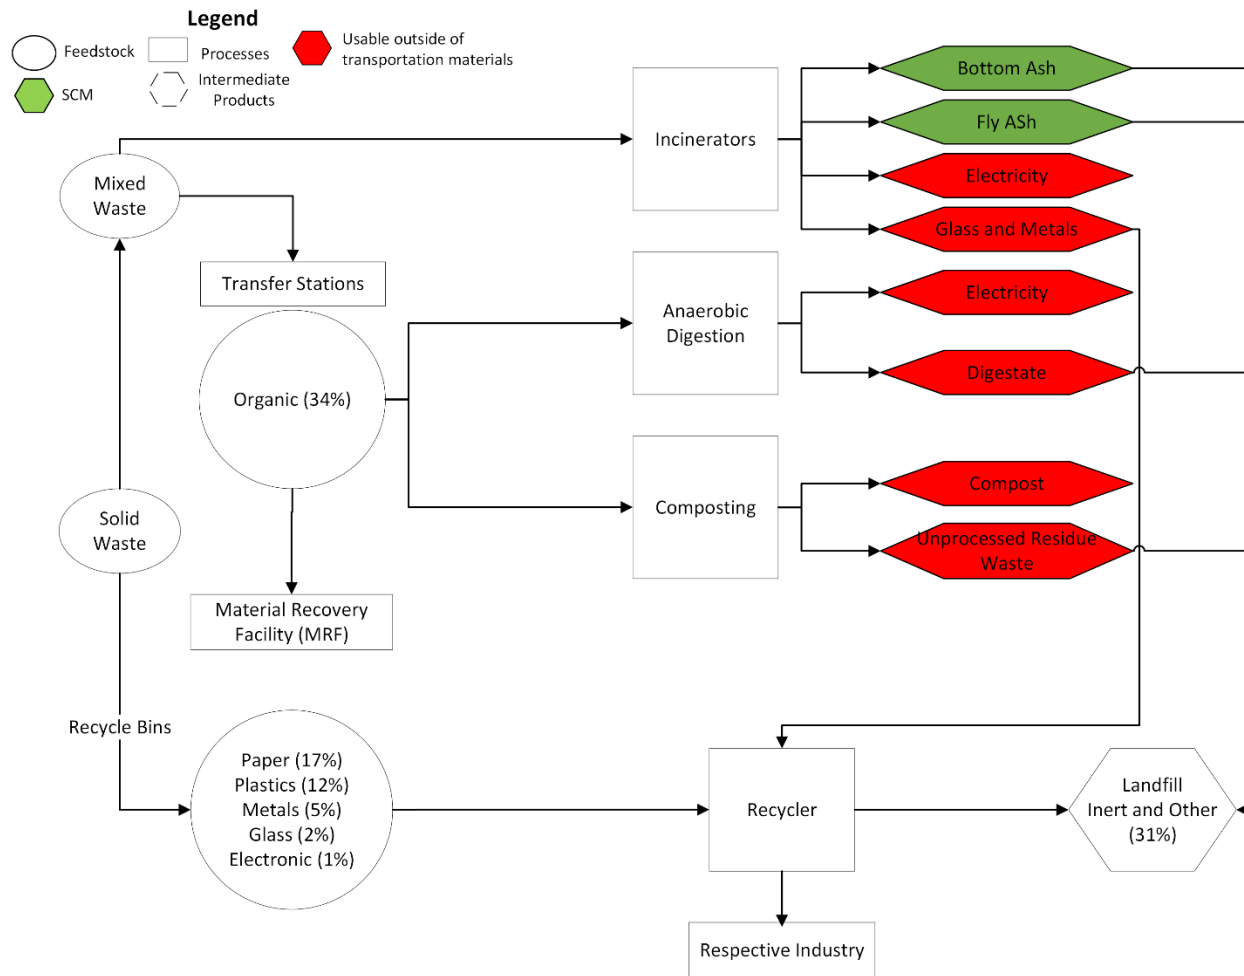 Legend
Feedstock
Processes
Usable outside of
transportation materials
SCM
Intermediate
Products
Bottom Ash
Fly ASh
Incinerators
Electricity
Mixed
Waste
Glass and Metals
Transfer Stations
Electricity
Anaerobic
Digestion
Digestate
Organic (34%)
Compost
Composting
Solid
Waste
Unprocessed Residue
Waste
Material Recovery
Facility (MRF)
Recycle Bins
Paper (17%)
Plastics (12%)
Metals (5%)
Glass (2%)
Electronic (1%)
Recycler
Landfill
Inert and Other
(31%)
Respective Industry